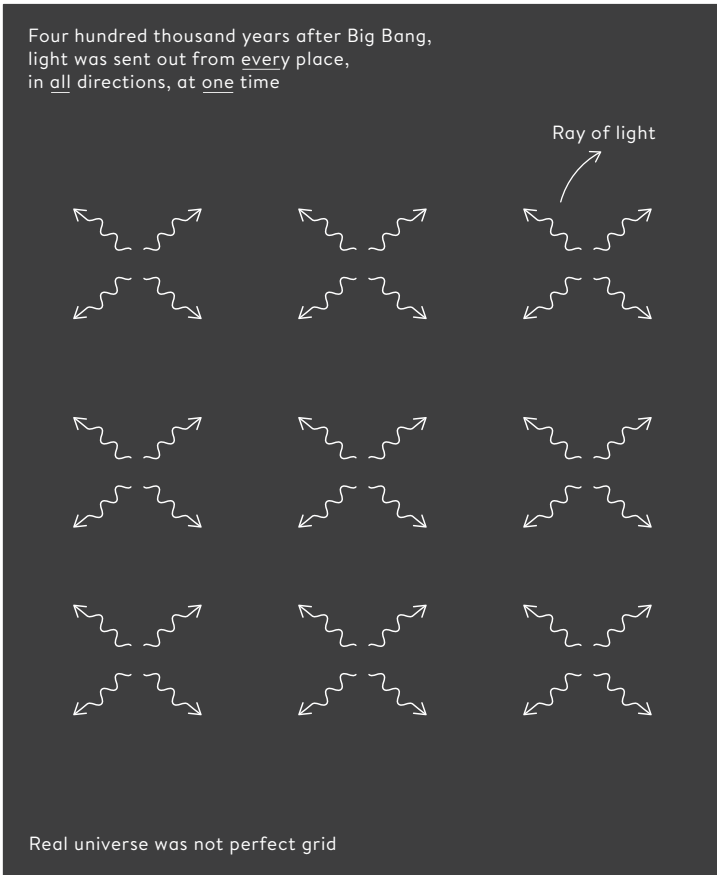 Four hundred thousand years after Big Bang,
light was sent out from every place,
in all directions, at one time
Ray of light
Real universe was not perfect grid